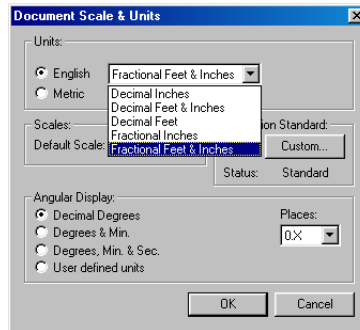 Document Scale & Units
Units:
English Fractional Feet & Inches
Metric
Decimal Inches
Decimal Feet & Inches
Decimal Feet
Fractional Inches
Fractional Feet & Inches
Scales:
Default Scale:
on Standard:
Custom...
Status: Standard
Angular Display:
Decimal Degrees
Degrees & Min.
Degrees, Min. & Sec.
User defined units
Places:
0.X
OK Cancel